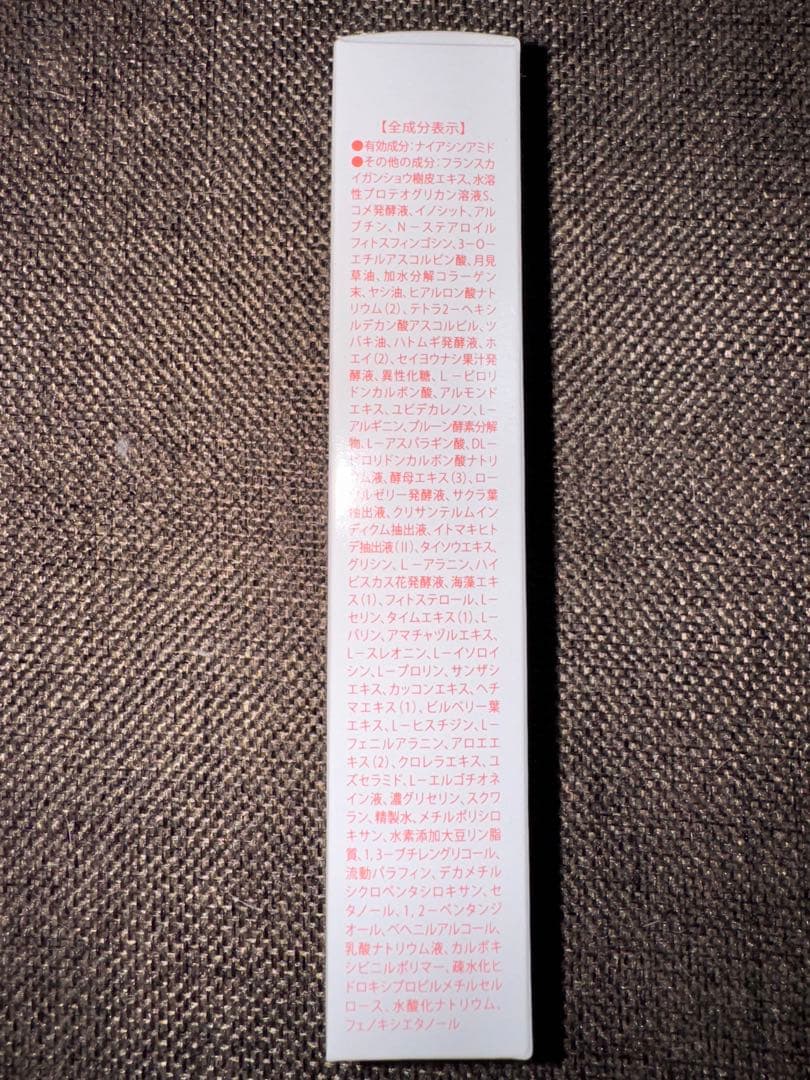 【全成分表示】
●有効成分:ナイアシンアミド
●その他の成分:フランスカ
イガンショウ樹皮エキス、水溶
性プロテオグリカン溶液S、
コメ発酵液、イノシット、アル
ブチン、N－ステアロイル
フィトスフィンゴシン、3－O－
エチルアスコルビン酸、月見
草油、加水分解コラーゲン
末、ヤシ油、ヒアルロン酸ナト
リウム(2)、テトラ2－ヘキシ
ルデカン酸アスコルビル、ツ
バキ油、ハトムギ発酵液、ホ
エイ(2)、セイヨウナシ果汁発
酵液、異性化糖、L－ピロリ
ドンカルボン酸、アルモンド
エキス、ユビデカレノン、L－
アルギニン、プルーン酵素分解
物、L－アスパラギン酸、DL－
ピロリドンカルボン酸ナトリ
ウム液、酵母エキス(3)、ロー
ヤルゼリー発酵液、サクラ葉
抽出液、クリサンテルムイン
ディクム抽出液、イトマキヒト
デ抽出液(II)、タイソウエキス、
グリシン、L－アラニン、ハイ
ビスカス花発酵液、海藻エキ
ス(1)、フィトステロール、L－
セリン、タイムエキス(1)、L－
バリン、アマチャヅルエキス、
L－スレオニン、L－イソロイ
シン、L－プロリン、サンザシ
エキス、カッコンエキス、ヘチ
マエキス(1)、ビルベリー葉
エキス、L－ヒスチジン、L－
フェニルアラニン、アロエエ
キス(2)、クロレラエキス、ユ
ズセラミド、L－エルゴチオネ
イン液、濃グリセリン、スクワ
ラン、精製水、メチルポリシロ
キサン、水素添加大豆リン脂
質、1,3－ブチレングリコール、
流動パラフィン、デカメチル
シクロペンタシロキサン、セ
タノール、1,2－ペンタンジ
オール、ベヘニルアルコール、
乳酸ナトリウム液、カルボキ
シビニルポリマー、疎水化ヒ
ドロキシプロピルメチルセル
ロース、水酸化ナトリウム、
フェノキシエタノール